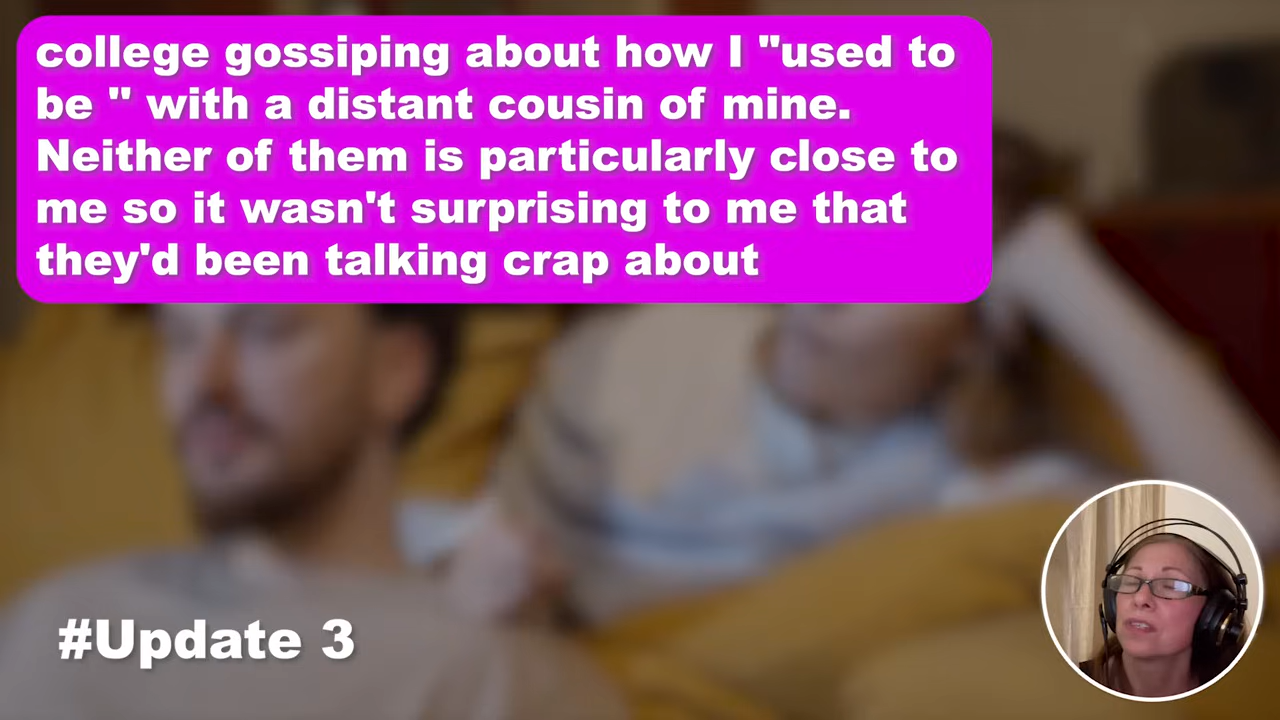 college gossiping about how I "used to
be " with a distant cousin of mine.
Neither of them is particularly close to
me so it wasn't surprising to me that
they'd been talking crap about
#Update 3